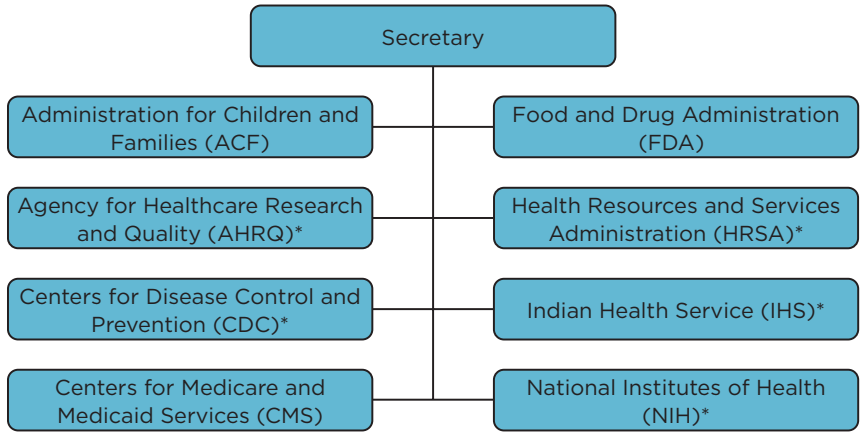 Secretary
Administration for Children and
Families (ACF)
Food and Drug Administration
(FDA)
Agency for Healthcare Research
and Quality (AHRQ)*
Health Resources and Services
Administration (HRSA)*
Centers for Disease Control and
Prevention (CDC)*
Indian Health Service (IHS)*
Centers for Medicare and
Medicaid Services (CMS)
National Institutes of Health
(NIH)*